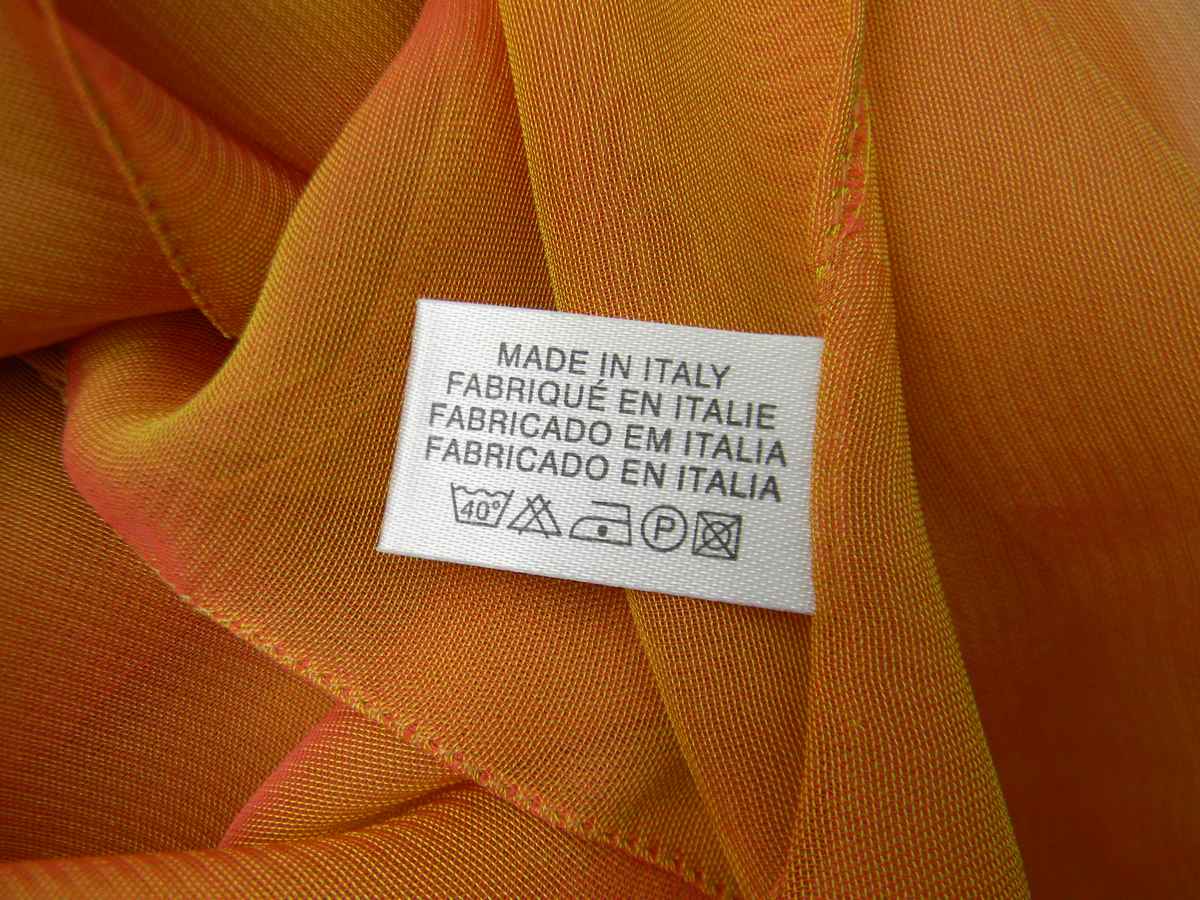 MADE IN ITALY
FABRIQUÉ EN ITALIE
FABRICADO EM ITALIA
FABRICADO EN ITALIA
40° P